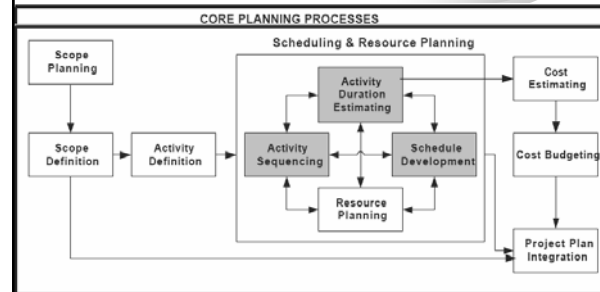 CORE PLANNING PROCESSES
Scheduling & Resource Planning
Scope
Planning
Activity
Duration
Estimating
Cost
Estimating
Scope
Definition
Activity
Definition
Activity
Sequencing
Schedule
Development
Cost Budgeting
Resource
Planning
Project Plan
Integration